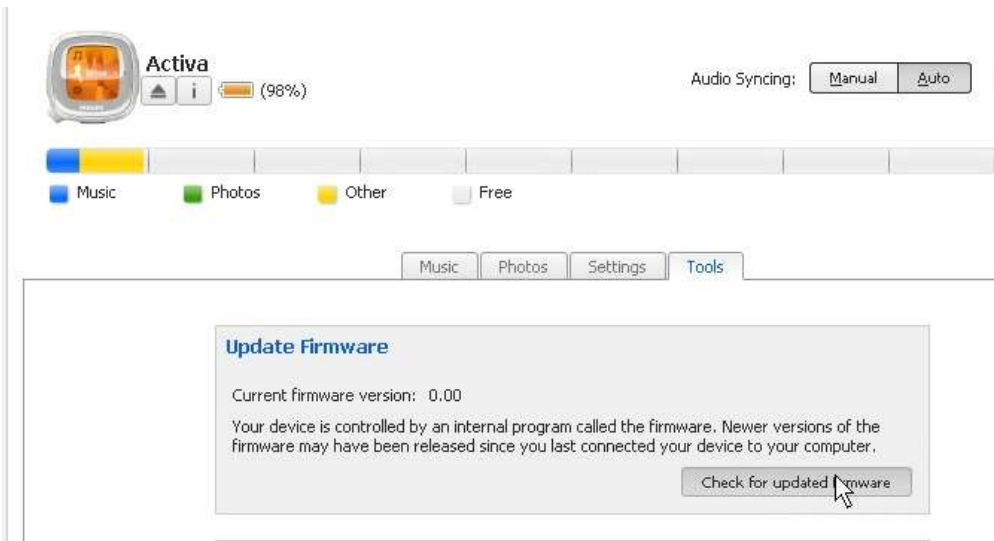 Activa
i (98%)
Audio Syncing: Manual Auto
Music Photos Other Free
Music Photos Settings Tools
Update Firmware
Current firmware version: 0.00
Your device is controlled by an internal program called the firmware. Newer versions of the
firmware may have been released since you last connected your device to your computer.
Check for updated firmware